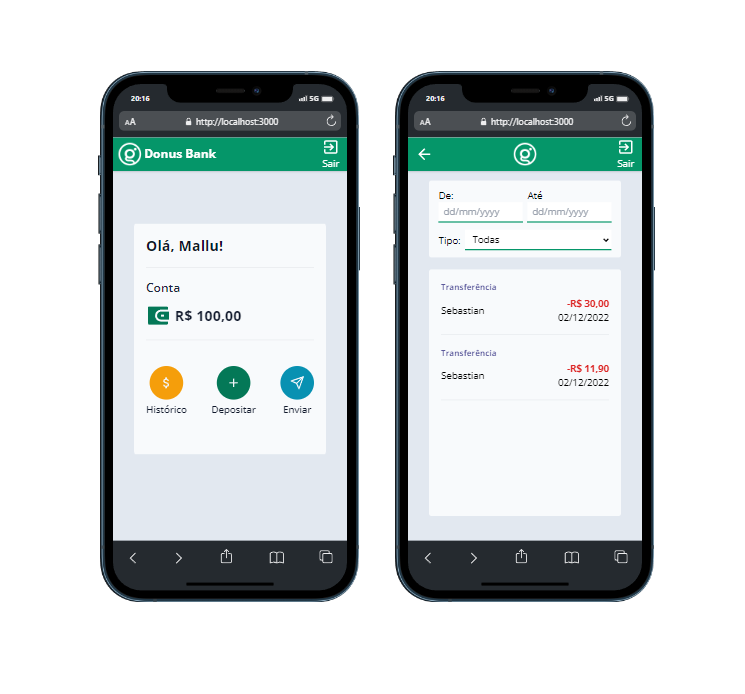 20:16
5G
AA
http://localhost:3000
Donus Bank
Sair
Olá, Mallu!
Conta
R$ 100,00
$
Histórico
Depositar
Enviar
20:16
5G
AA
http://localhost:3000
Sair
De:
Até
dd/mm/yyyy
dd/mm/yyyy
Tipo: Todas
Transferência
-R$ 30,00
Sebastian
02/12/2022
Transferência
-R$ 11,90
Sebastian
02/12/2022